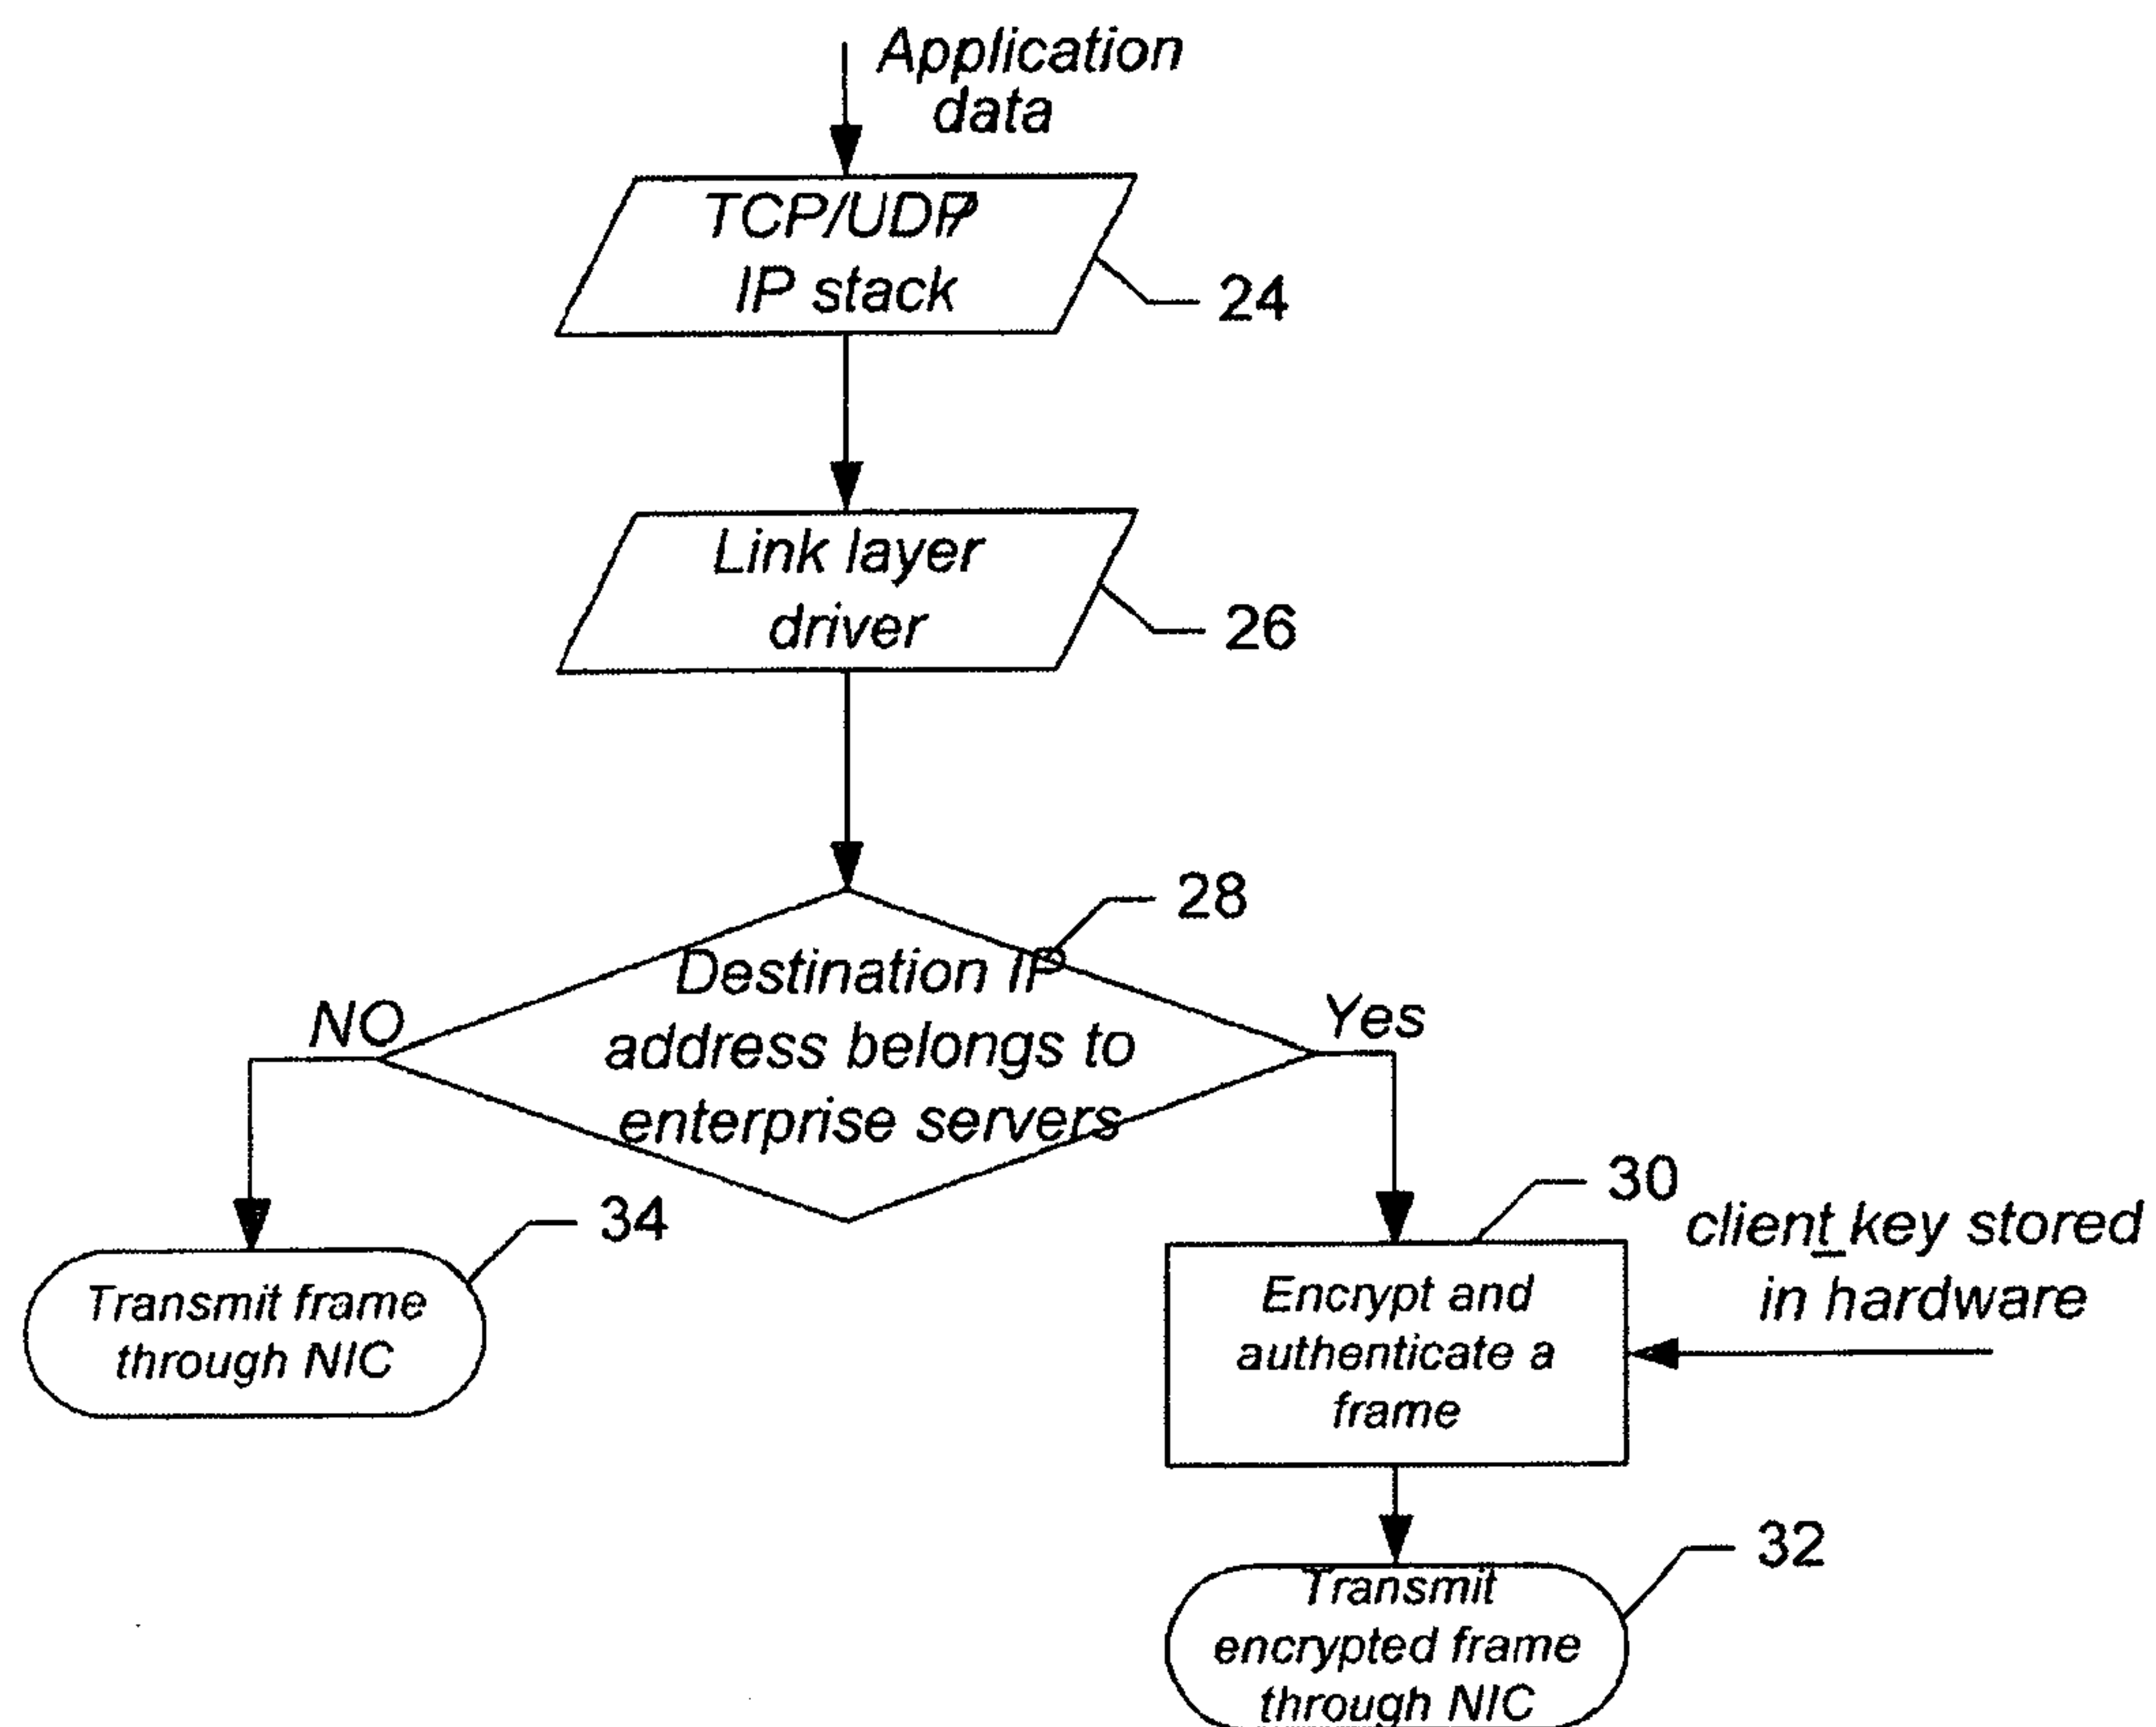 Application
data
TCP/UDP/
IP stack
24
Link layer
driver
26
28
Destination IP
address belongs to
enterprise servers
NO
Yes
34
Transmit frame
through NIC
30
client_key stored
in hardware
Encrypt and
authenticate a
frame
32
Transmit
encrypted frame
through NIC